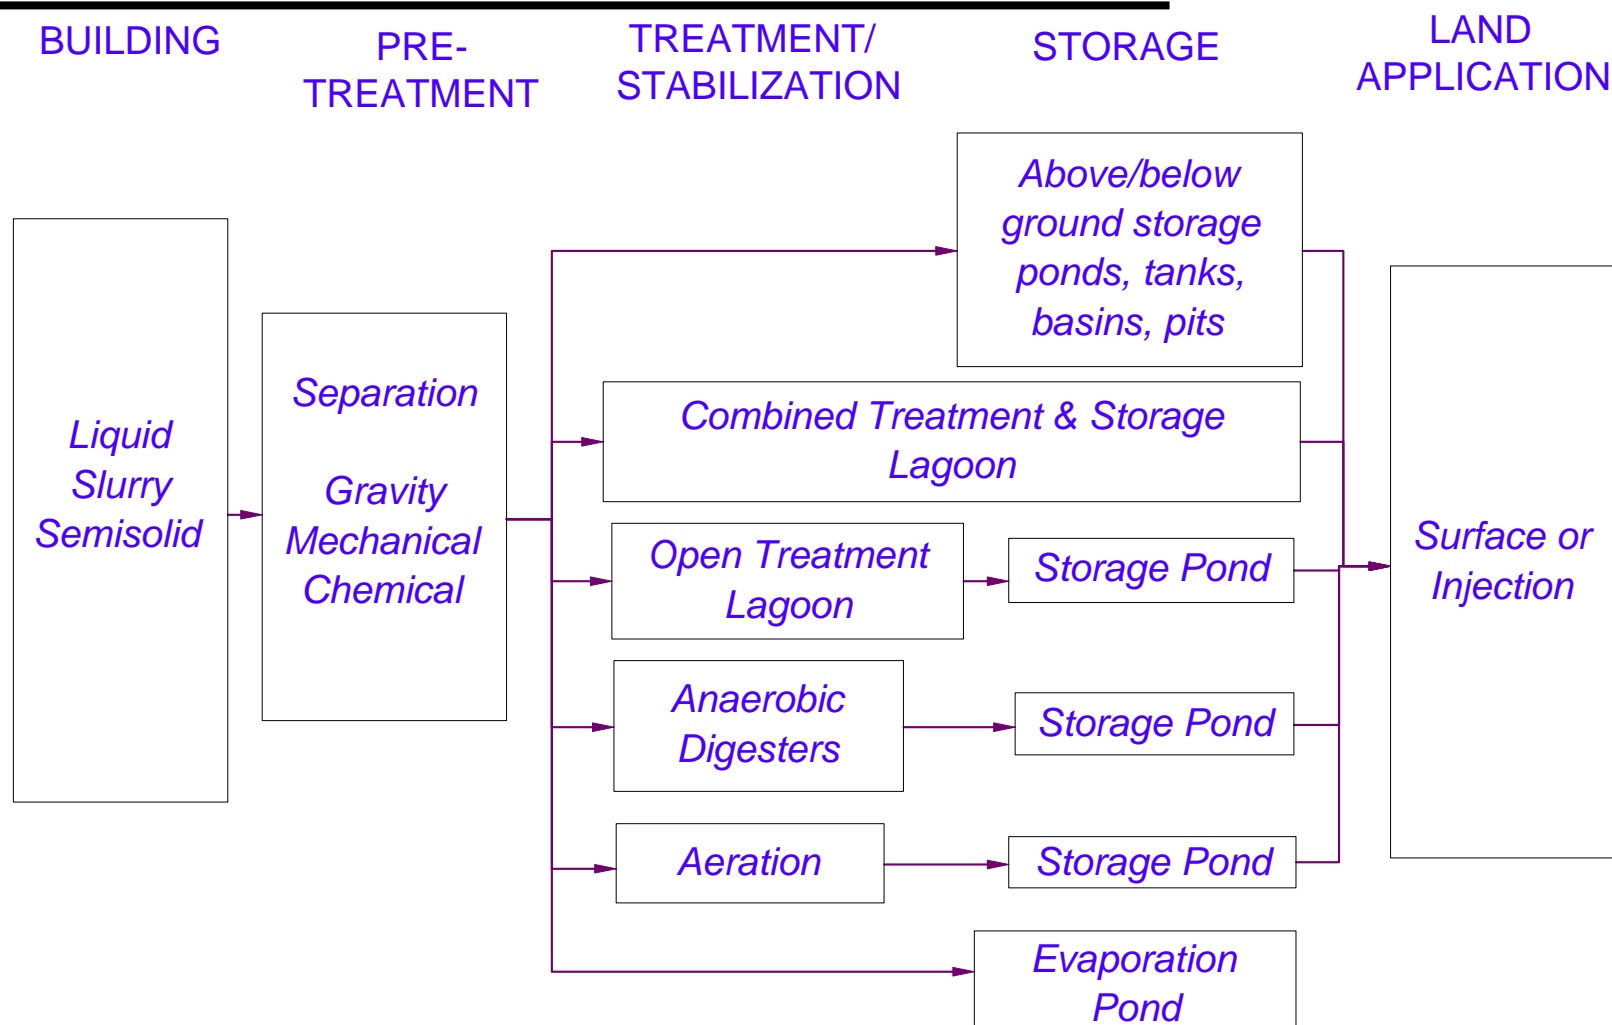 BUILDING
PRE-
TREATMENT
TREATMENT/
STABILIZATION
STORAGE
LAND
APPLICATION
Liquid
Slurry
Semisolid
Separation
Gravity
Mechanical
Chemical
Above/below
ground storage
ponds, tanks,
basins, pits
Combined Treatment & Storage
Lagoon
Open Treatment
Lagoon
Storage Pond
Anaerobic
Digesters
Storage Pond
Aeration
Storage Pond
Evaporation
Pond
Surface or
Injection